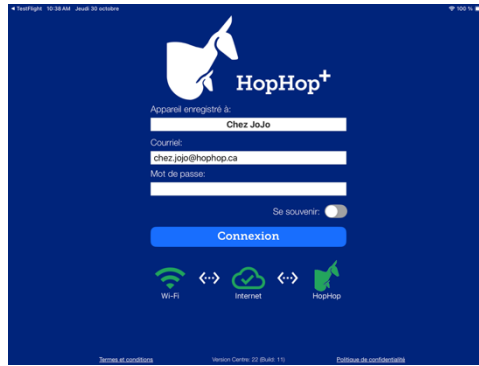 ◀ TestFlight 10:38 AM Jeudi 30 octobre 100 %
HopHop+
Appareil enregistré à:
Chez JoJo
Courriel:
chez.jojo@hophop.ca
Mot de passe:
Se souvenir:
Connexion
Wi-Fi Internet HopHop
Termes et conditions Version Centre: 22 (Build: 11) Politique de confidentialité